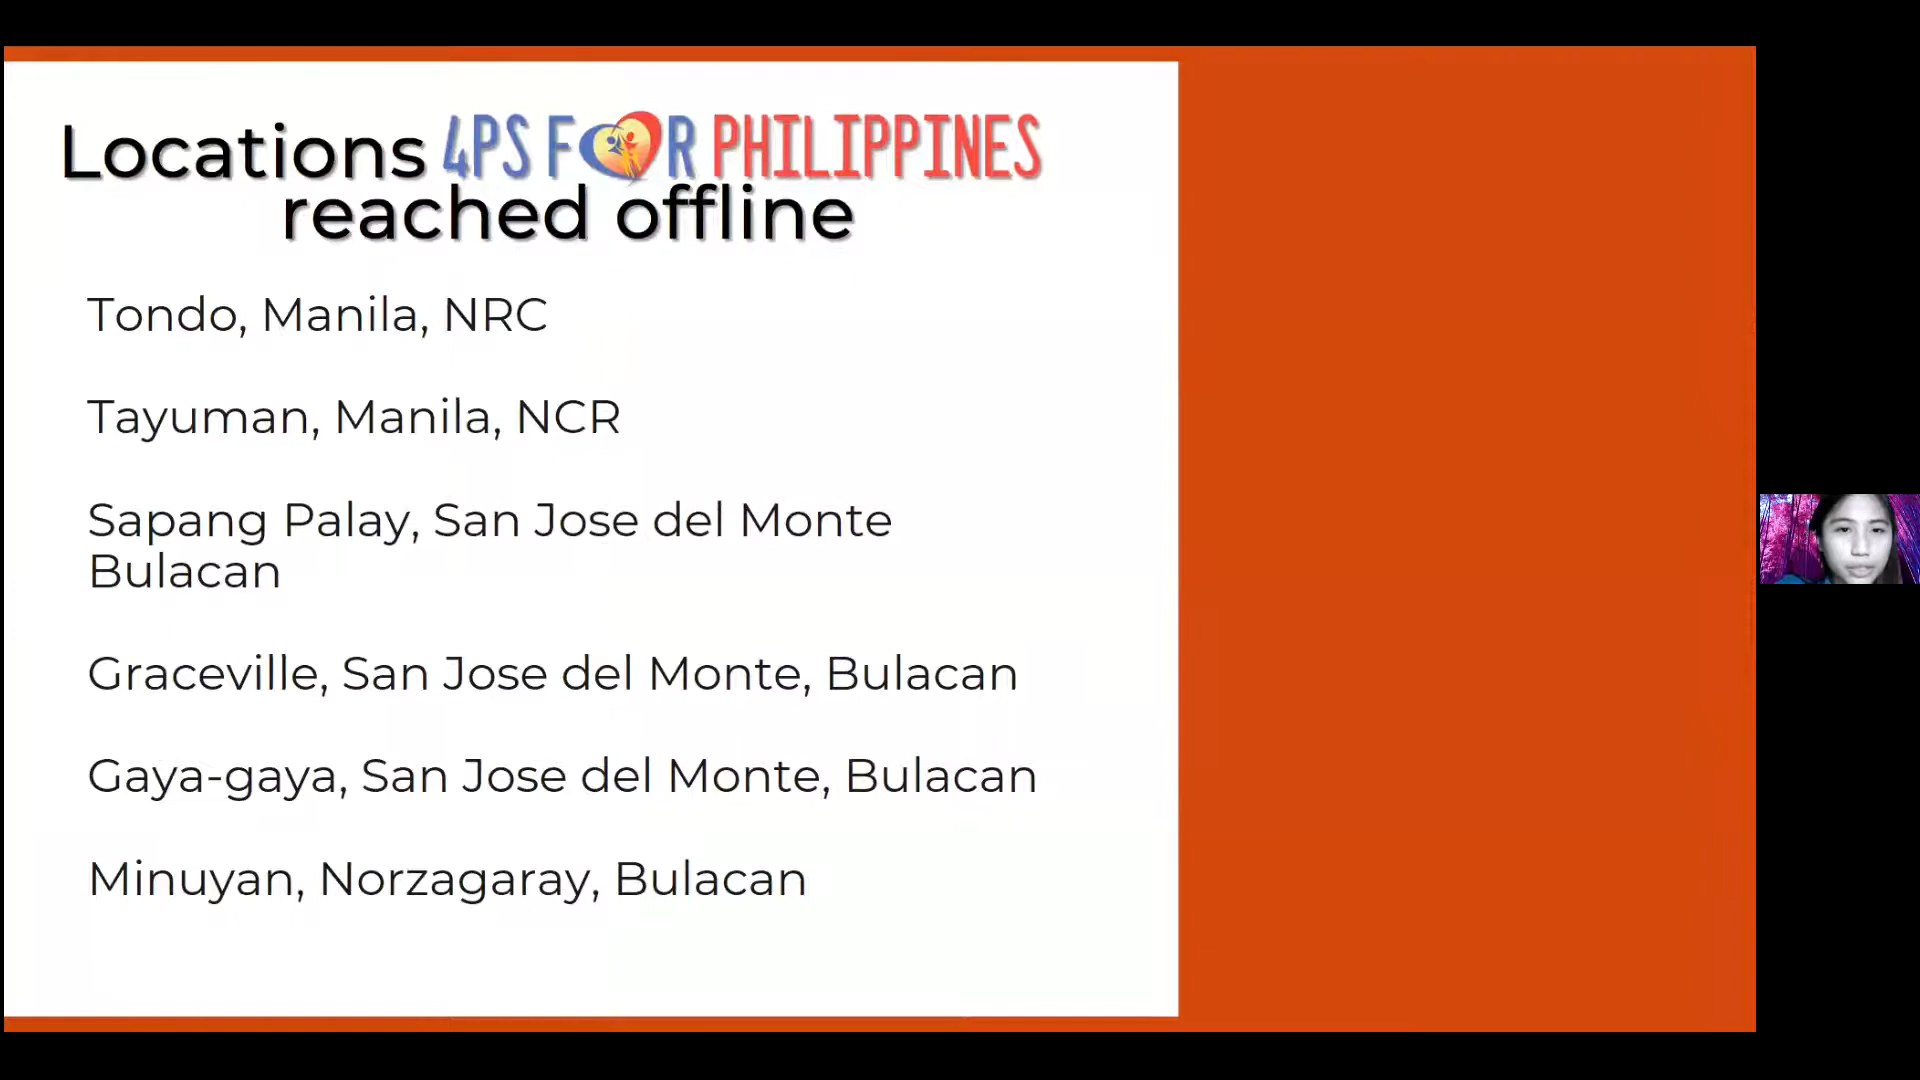 Locations 4PS FOR PHILIPPINES
reached offline
Tondo, Manila, NRC
Tayuman, Manila, NCR
Sapang Palay, San Jose del Monte
Bulacan
Graceville, San Jose del Monte, Bulacan
Gaya-gaya, San Jose del Monte, Bulacan
Minuyan, Norzagaray, Bulacan